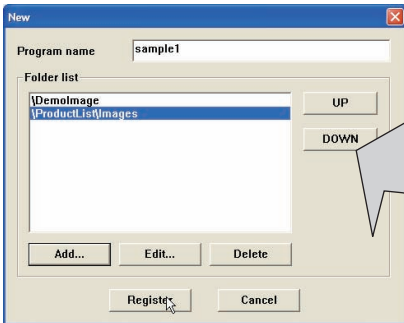 New
Program name sample1
Folder list
\DemoImage
\ProductList\Images
UP
DOWN
Add... Edit... Delete
Register Cancel